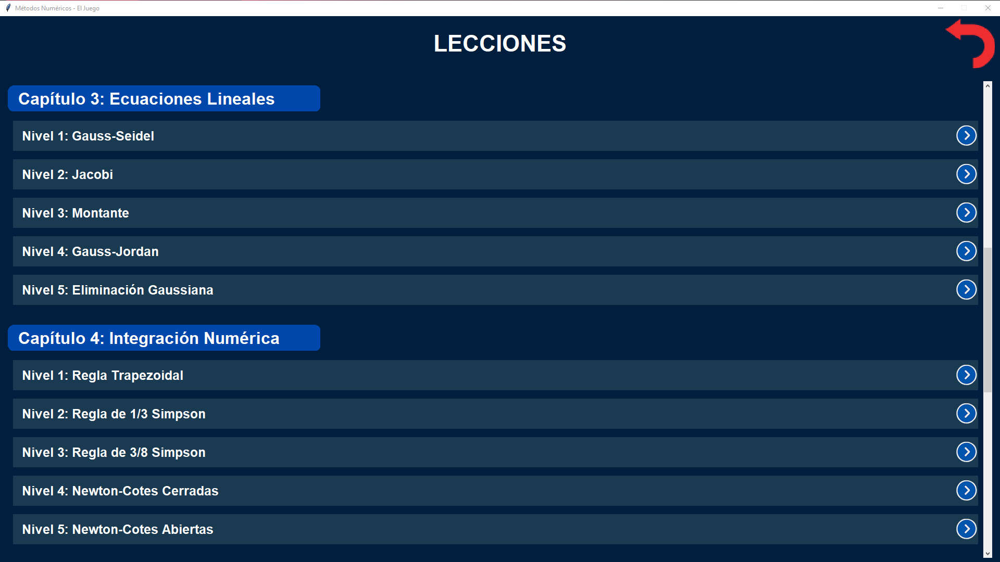 Métodos Numéricos - El Juego
LECCIONES
Capítulo 3: Ecuaciones Lineales
Nivel 1: Gauss-Seidel
Nivel 2: Jacobi
Nivel 3: Montante
Nivel 4: Gauss-Jordan
Nivel 5: Eliminación Gaussiana
Capítulo 4: Integración Numérica
Nivel 1: Regla Trapezoidal
Nivel 2: Regla de 1/3 Simpson
Nivel 3: Regla de 3/8 Simpson
Nivel 4: Newton-Cotes Cerradas
Nivel 5: Newton-Cotes Abiertas